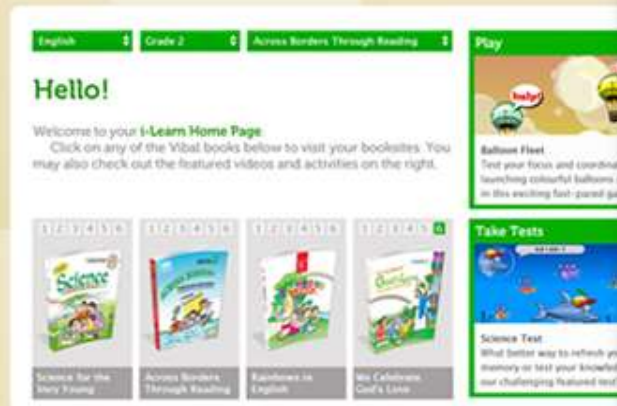 English
Grade 2
Across Borders Through Reading
Hello!
Welcome to your i-Learn Home Page
Click on any of the Vibal books below to visit your booksites. You
may also check out the featured videos and activities on the right.
1 2 3 4 5 6
1 2 3 4 5 6
1 2 3 4 5 6
1 2 3 4 5 6
Science
Science for the
Very Young
Across Borders
Through Reading
Rainbows in
English
We Celebrate
God's Love
Play
help!
Balloon Fleet
Test your focus and coordina
launching colourful balloons
in this exciting fast-paced ga
Take Tests
Science Test
What better way to refresh yo
memory or test your knowled
our challenging featured test